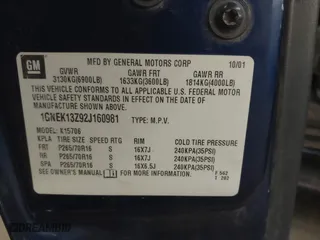 GM
MFD BY GENERAL MOTORS CORP 10/01
GVWR GAWR FRT GAWR RR
3130KG(6900LB) 1633KG(3600LB) 1814KG(4000LB)
THIS VEHICLE CONFORMS TO ALL APPLICABLE U.S. FEDERAL
MOTOR VEHICLE SAFETY STANDARDS IN EFFECT ON THE DATE OF
MANUFACTURE SHOWN ABOVE.
1GNEK13Z92J160981 TYPE: M.P.V.
MODEL: K15706
KPLA TIRE SIZE SPEED RTG RIM COLD TIRE PRESSURE
FRT P265/70R16 S 16X7J 240KPA(35PSI)
RR P265/70R16 S 16X7J 240KPA(35PSI)
SPA P265/70R16 S 16X6.5J 240KPA(35PSI)
SEE OWNER'S MANUAL FOR MORE INFORMATION.